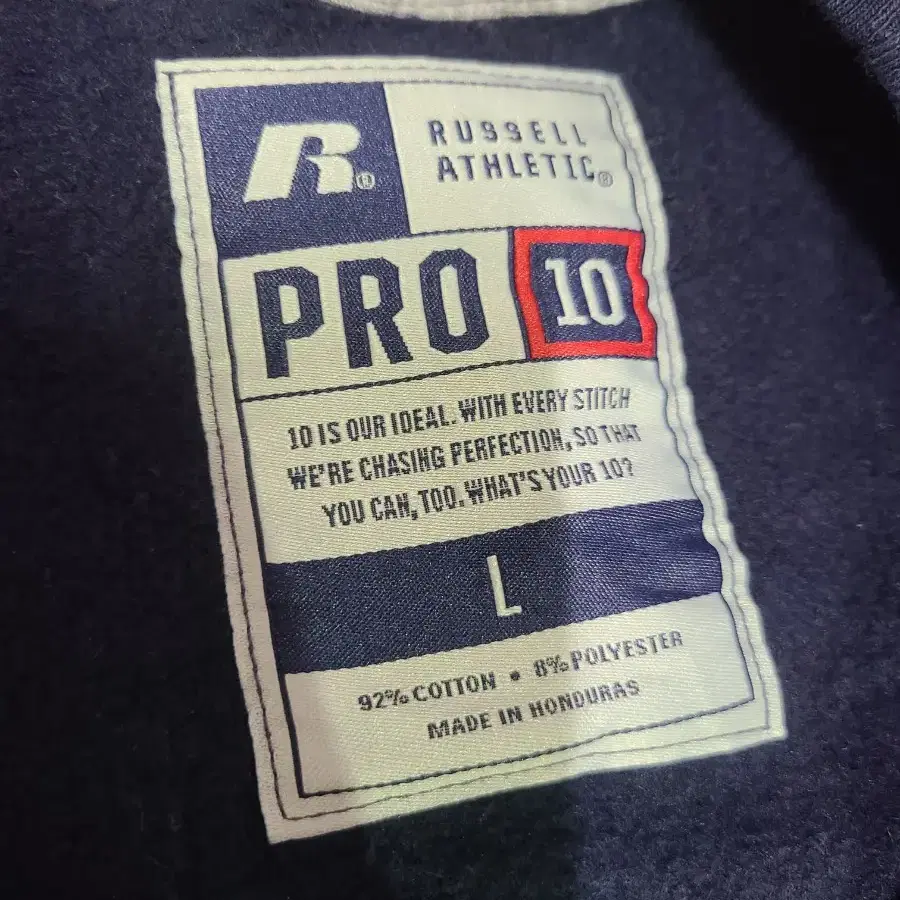 R®
RUSSELL
ATHLETIC®
PRO 10
10 IS OUR IDEAL. WITH EVERY STITCH
WE'RE CHASING PERFECTION, SO THAT
YOU CAN, TOO. WHAT'S YOUR 10?
L
92% COTTON • 8% POLYESTER
MADE IN HONDURAS